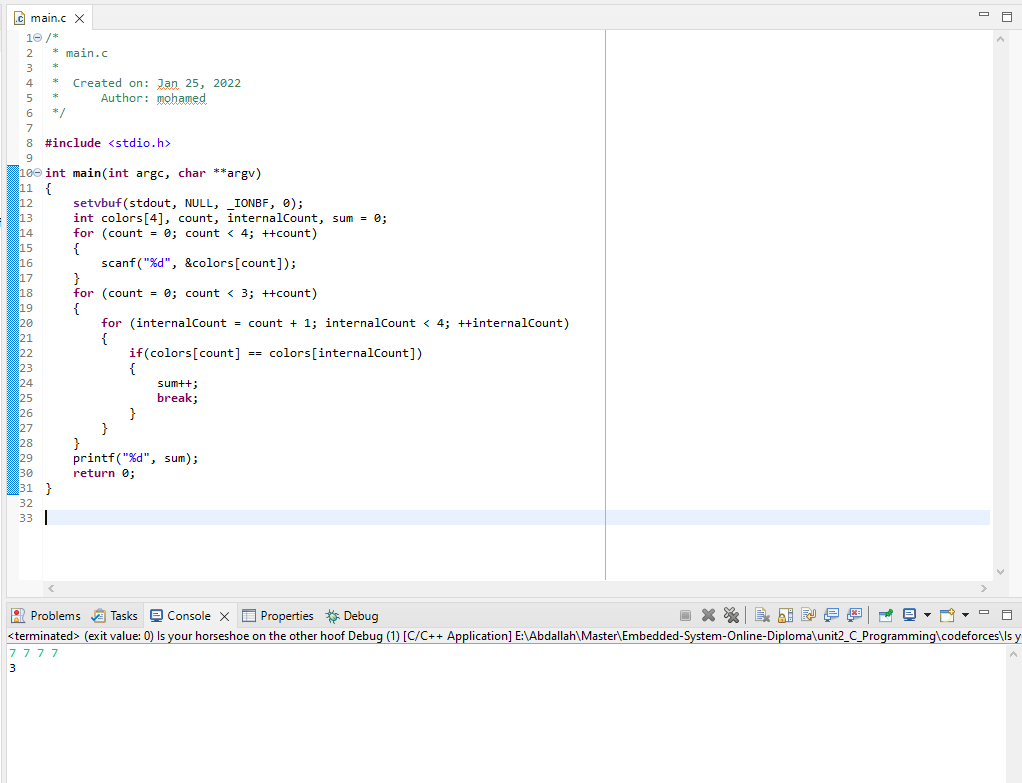 main.c
1 /*
2  * main.c
3  *
4  *  Created on: Jan 25, 2022
5  *      Author: mohamed
6  */
7
8 #include <stdio.h>
9
10 int main(int argc, char **argv)
11 {
12     setvbuf(stdout, NULL, _IONBF, 0);
13     int colors[4], count, internalCount, sum = 0;
14     for (count = 0; count < 4; ++count)
15     {
16         scanf("%d", &colors[count]);
17     }
18     for (count = 0; count < 3; ++count)
19     {
20         for (internalCount = count + 1; internalCount < 4; ++internalCount)
21         {
22             if(colors[count] == colors[internalCount])
23             {
24                 sum++;
25                 break;
26             }
27         }
28     }
29     printf("%d", sum);
30     return 0;
31 }
32
33
Problems Tasks Console Properties Debug
<terminated> (exit value: 0) Is your horseshoe on the other hoof Debug (1) [C/C++ Application] E:\Abdallah\Master\Embedded-System-Online-Diploma\unit2_C_Programming\codeforces\Is y
7 7 7 7
3